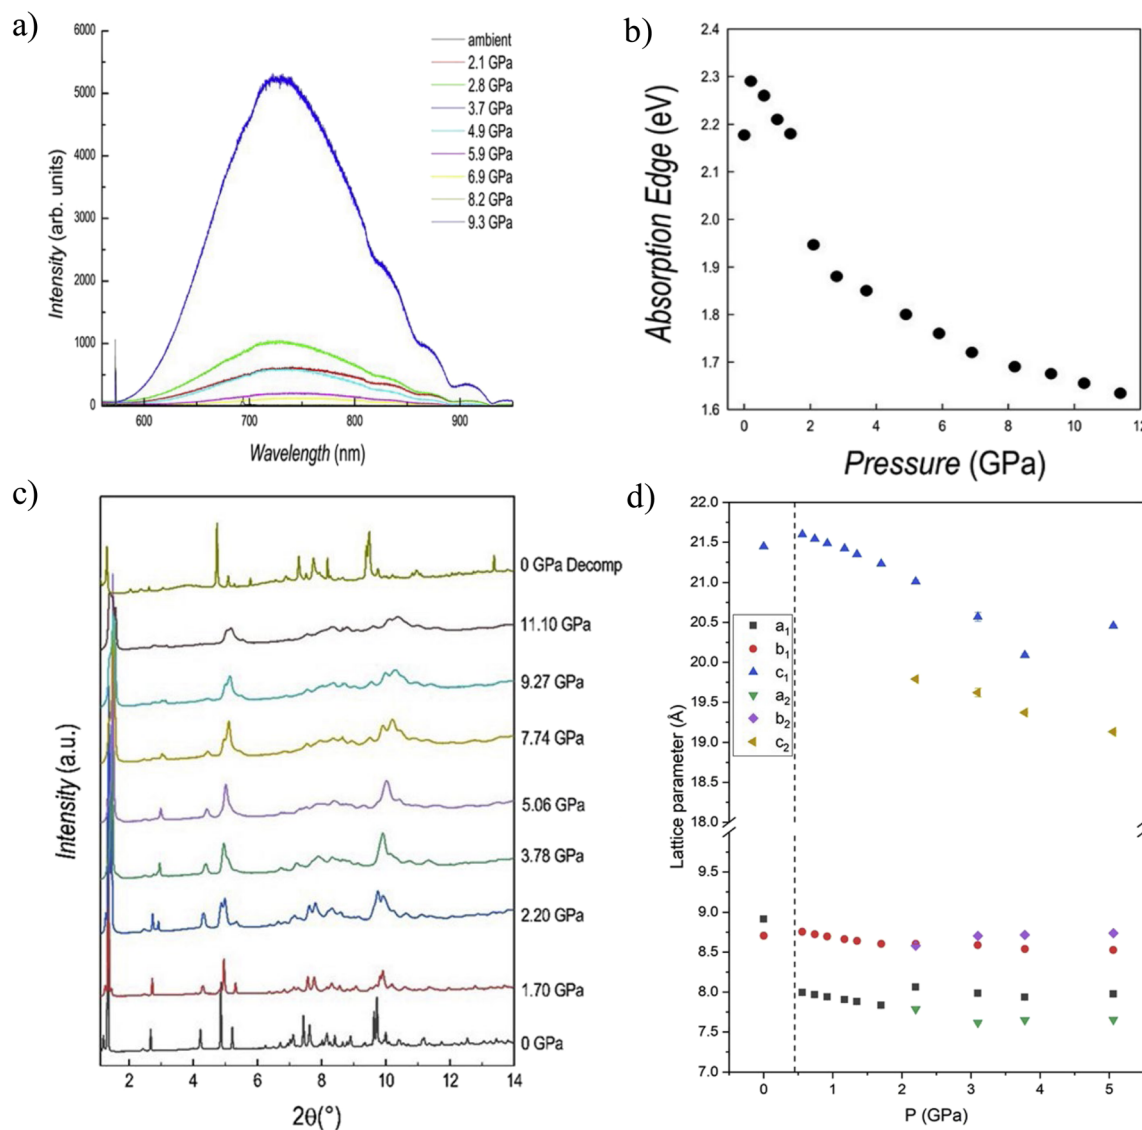 a)
6000
5000
4000
3000
2000
1000
0
Intensity (arb. units)
600
700
800
900
Wavelength (nm)
ambient
2.1 GPa
2.8 GPa
3.7 GPa
4.9 GPa
5.9 GPa
6.9 GPa
8.2 GPa
9.3 GPa
b)
2.4
2.3
2.2
2.1
2.0
1.9
1.8
1.7
1.6
Absorption Edge (eV)
0
2
4
6
8
10
12
Pressure (GPa)
c)
Intensity (a.u.)
0 GPa Decomp
11.10 GPa
9.27 GPa
7.74 GPa
5.06 GPa
3.78 GPa
2.20 GPa
1.70 GPa
0 GPa
2
4
6
8
10
12
14
2θ(°)
d)
22.0
21.5
21.0
20.5
20.0
19.5
19.0
18.5
18.0
9.5
9.0
8.5
8.0
7.5
7.0
Lattice parameter (Å)
a₁
b₁
c₁
a₂
b₂
c₂
0
1
2
3
4
5
P (GPa)